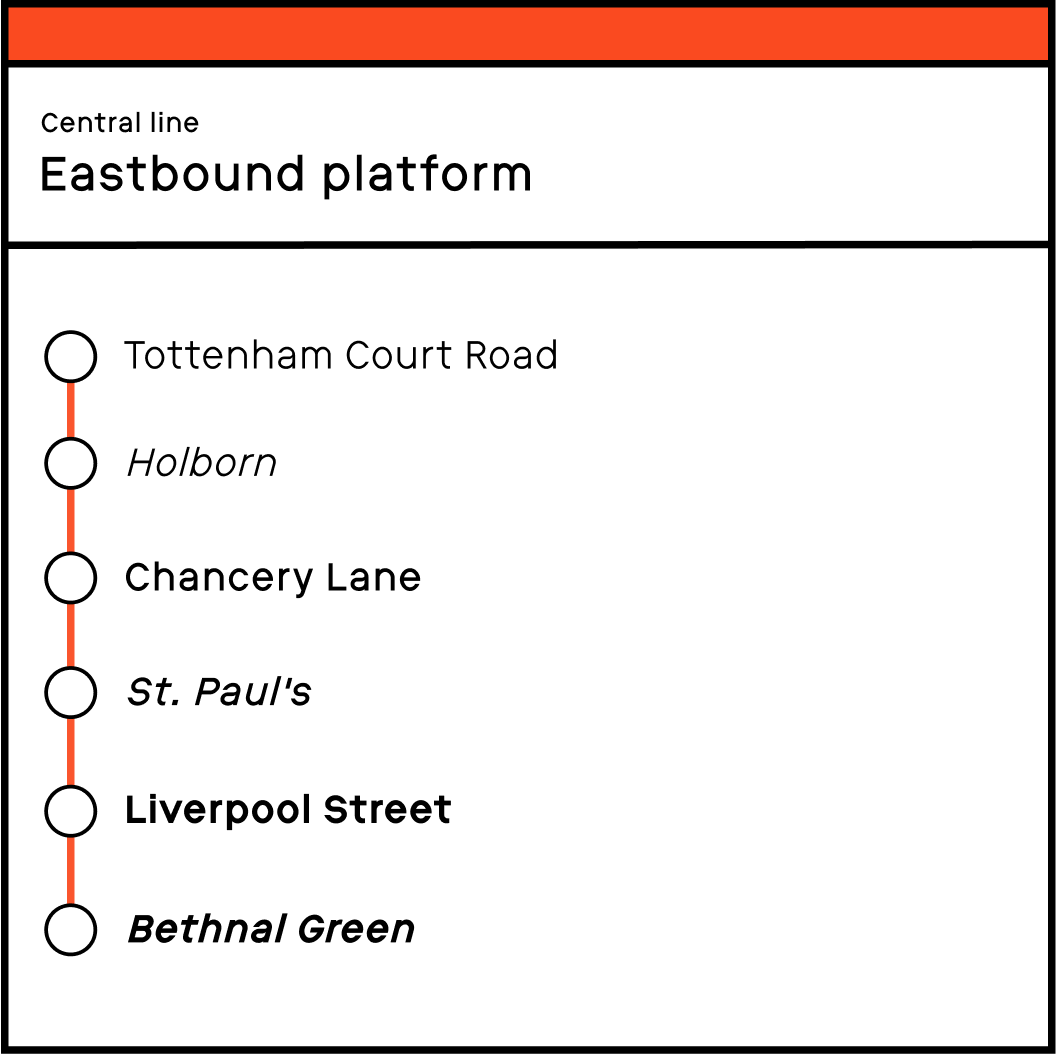 Central line
Eastbound platform
Tottenham Court Road
Holborn
Chancery Lane
St. Paul's
Liverpool Street
Bethnal Green